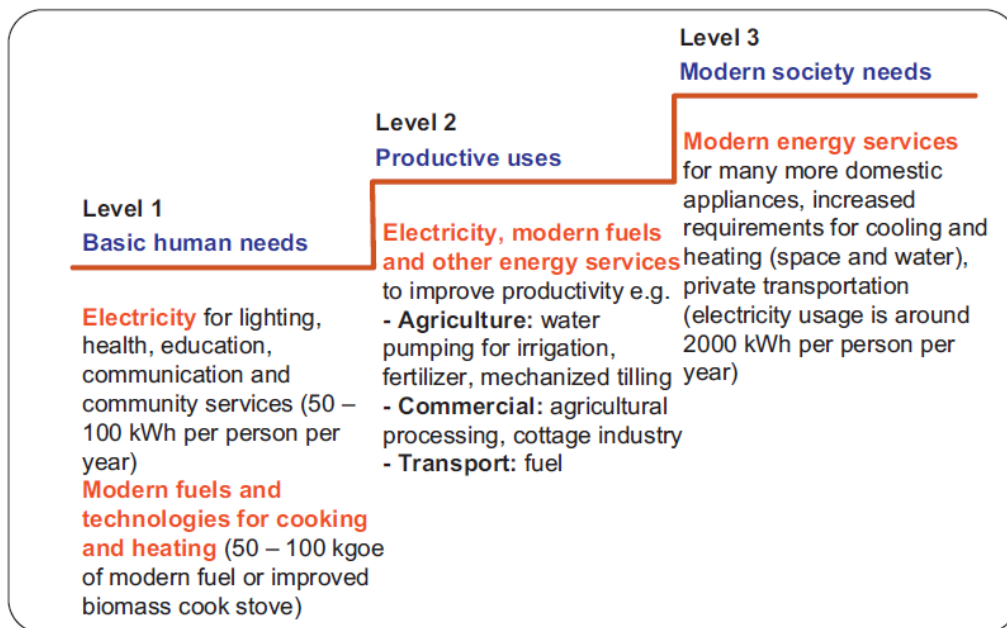 Level 1
Basic human needs
Electricity for lighting,
health, education,
communication and
community services (50 –
100 kWh per person per
year)
Modern fuels and
technologies for cooking
and heating (50 – 100 kgoe
of modern fuel or improved
biomass cook stove)
Level 2
Productive uses
Electricity, modern fuels
and other energy services
to improve productivity e.g.
- Agriculture: water
pumping for irrigation,
fertilizer, mechanized tilling
- Commercial: agricultural
processing, cottage industry
- Transport: fuel
Level 3
Modern society needs
Modern energy services
for many more domestic
appliances, increased
requirements for cooling and
heating (space and water),
private transportation
(electricity usage is around
2000 kWh per person per
year)